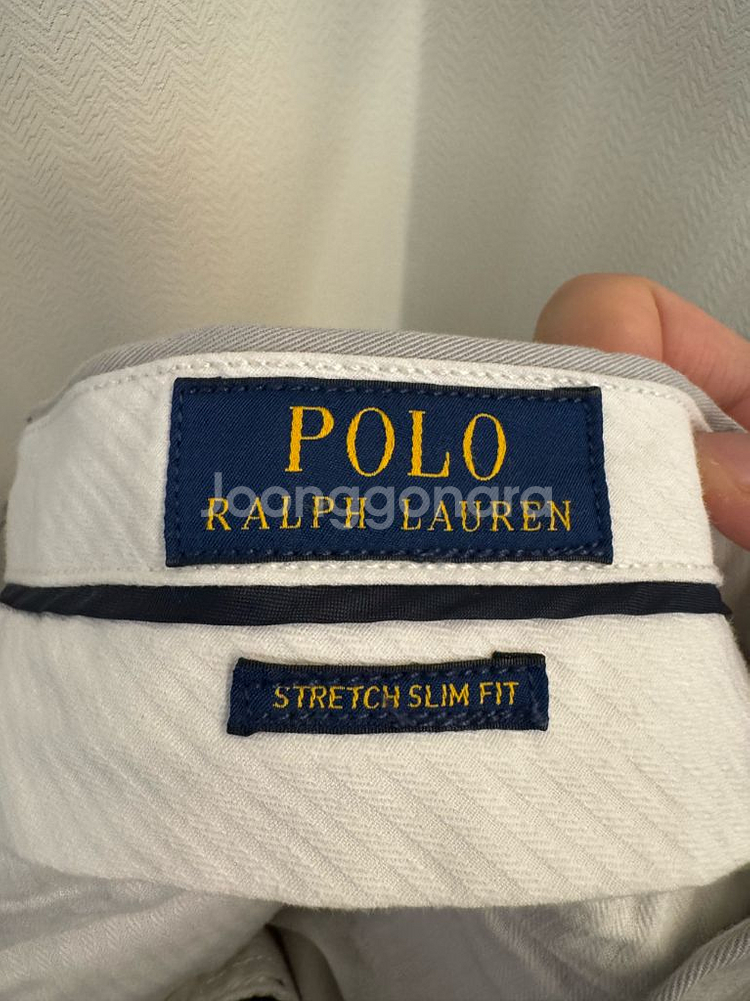 POLO
RALPH LAUREN
Joonggonara
STRETCH SLIM FIT